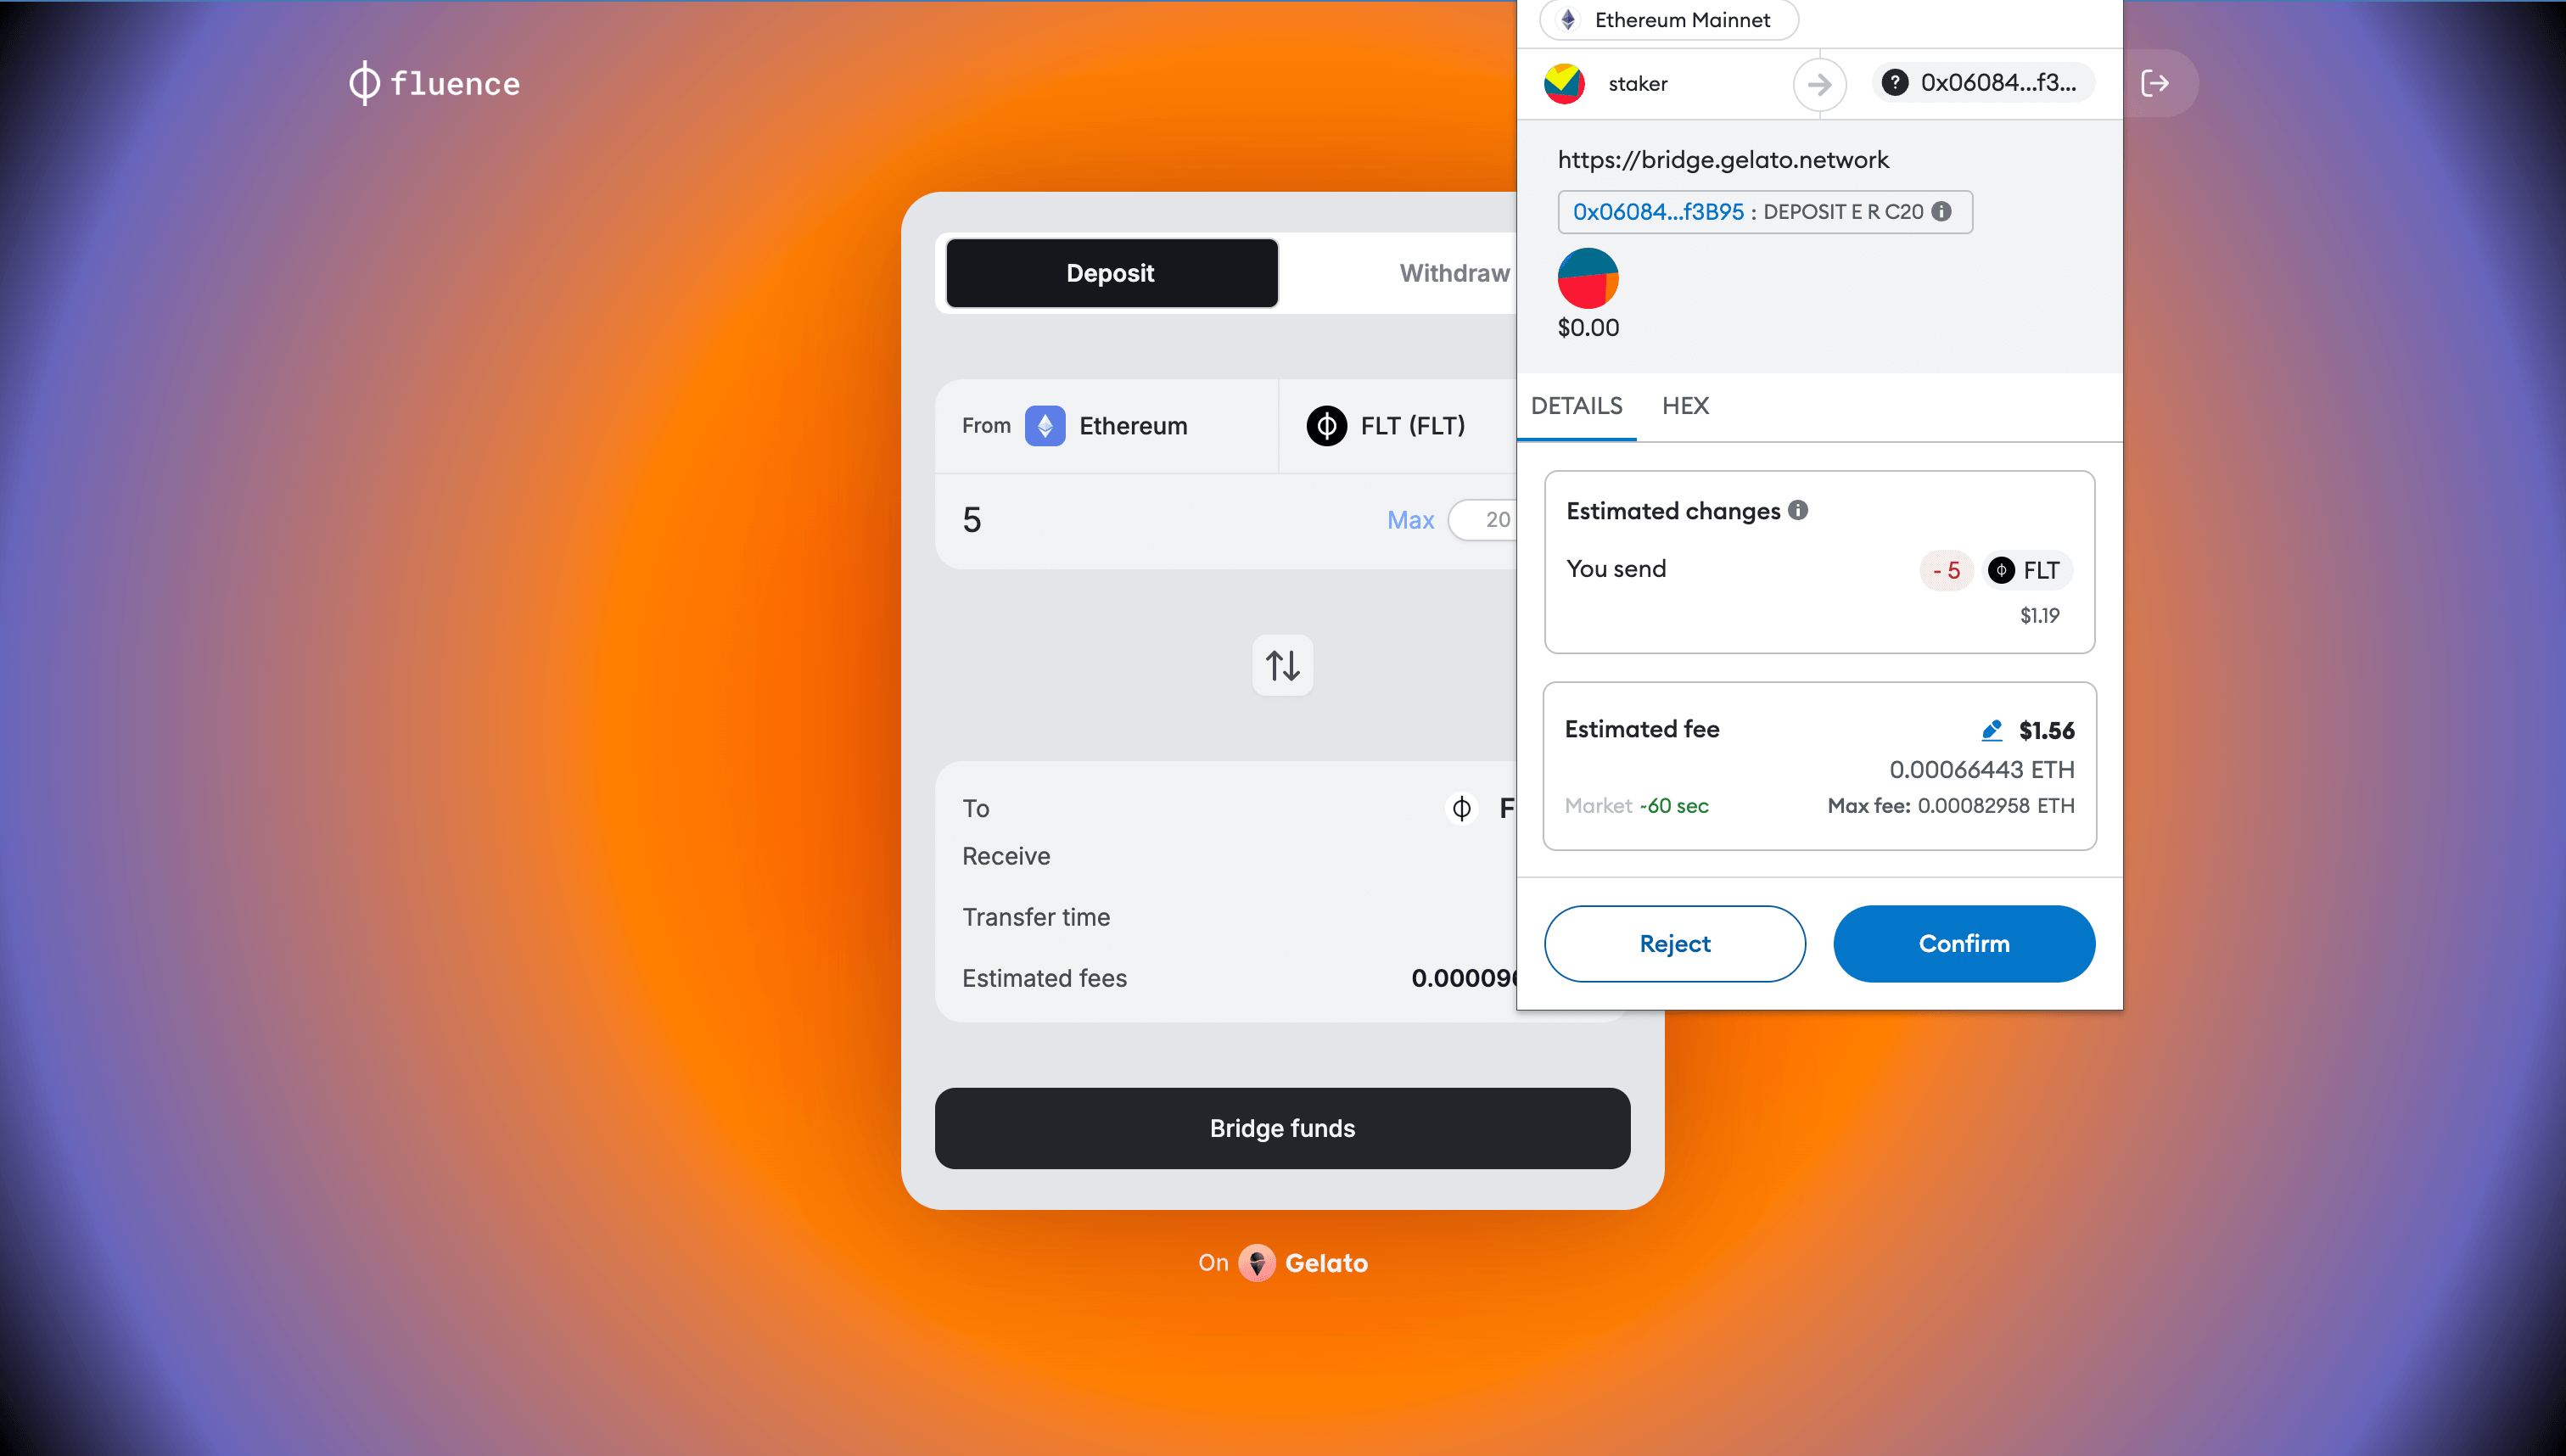 fluence
Deposit
Withdraw
From Ethereum
FLT (FLT)
5
Max 20
To F
Receive
Transfer time
Estimated fees 0.000096
Bridge funds
On Gelato
Ethereum Mainnet
staker
? 0x06084...f3...
https://bridge.gelato.network
0x06084...f3B95 : DEPOSIT E R C20
$0.00
DETAILS HEX
Estimated changes
You send - 5 FLT
$1.19
Estimated fee $1.56
0.00066443 ETH
Market ~60 sec Max fee: 0.00082958 ETH
Reject Confirm